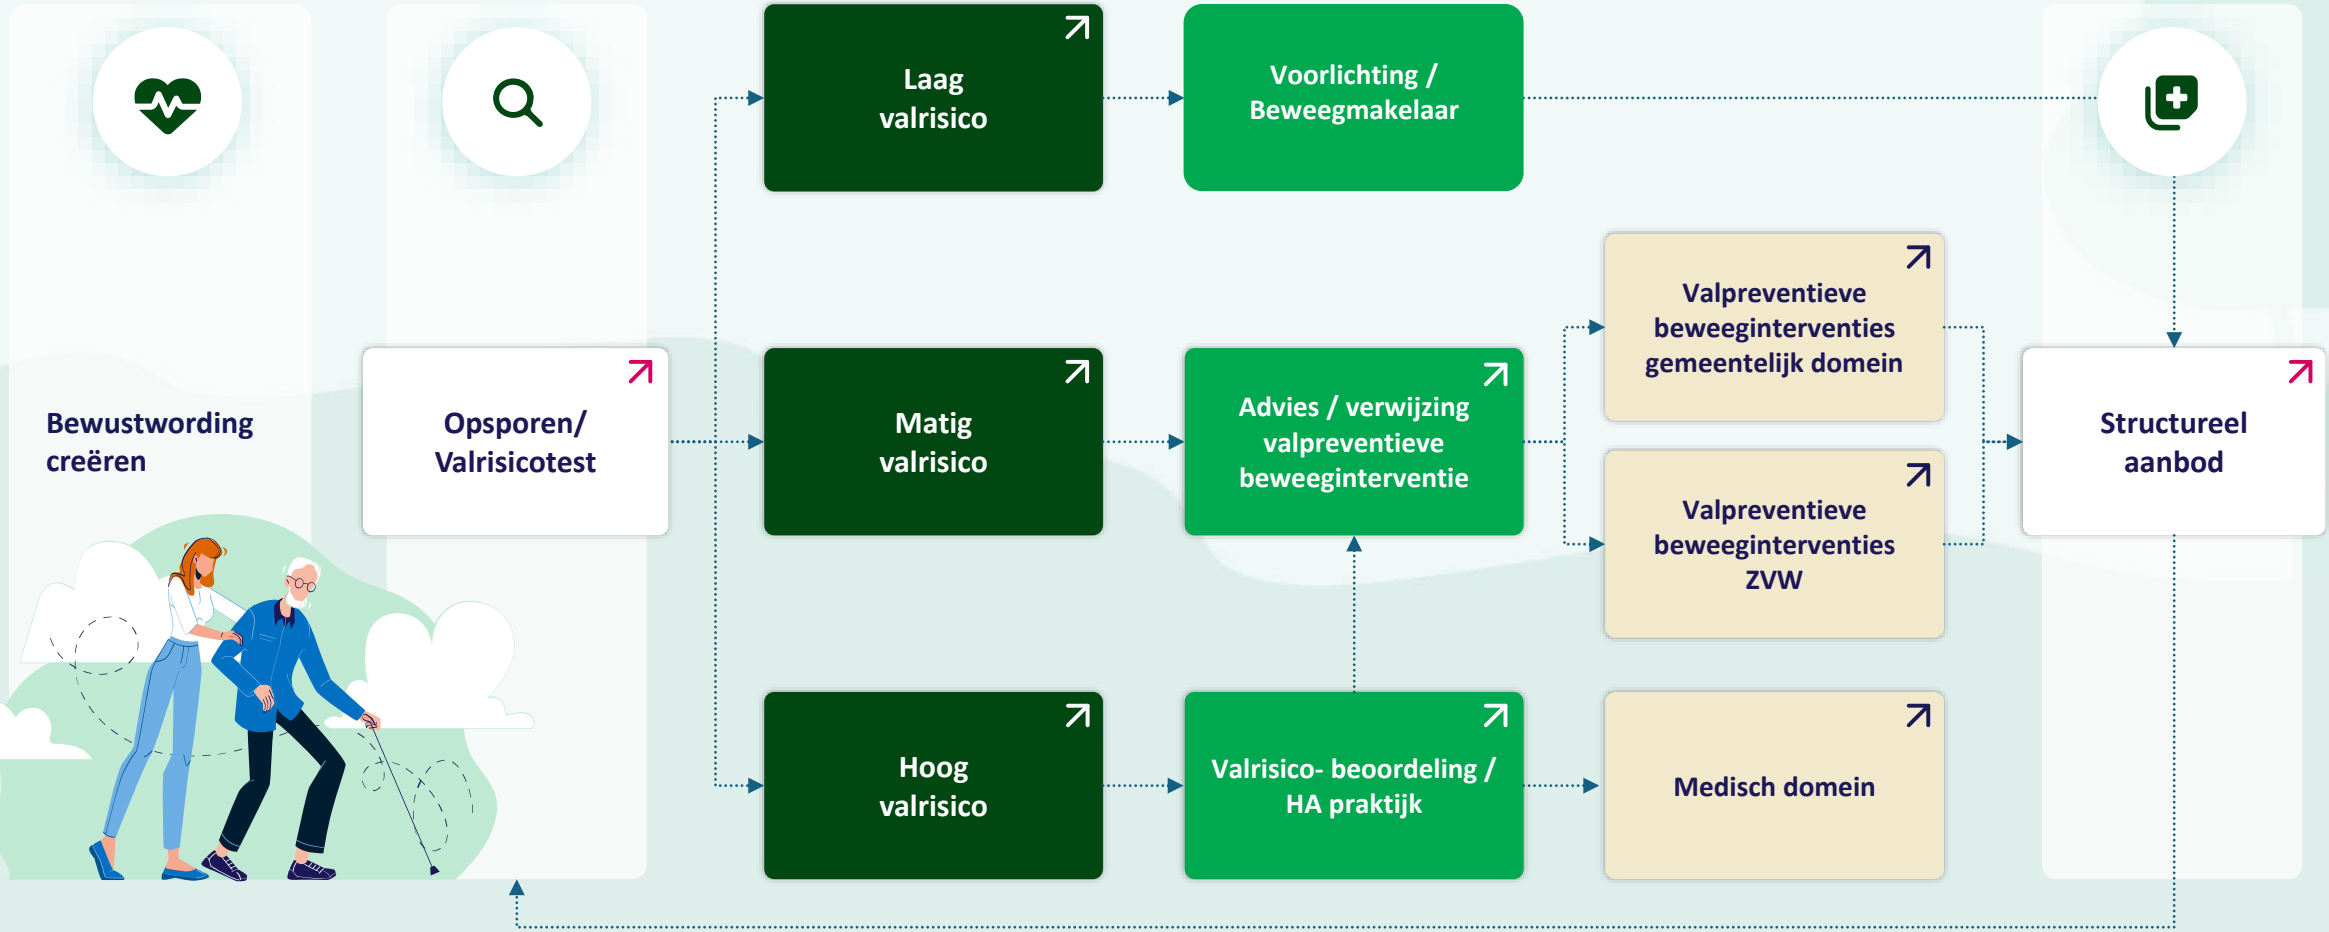 Bewustwording
creëren
Opsporen/
Valrisicotest
Laag
valrisico
Voorlichting /
Beweegmakelaar
Matig
valrisico
Advies / verwijzing
valpreventieve
beweeginterventie
Valpreventieve
beweeginterventies
gemeentelijk domein
Valpreventieve
beweeginterventies
ZVW
Structureel
aanbod
Hoog
valrisico
Valrisico- beoordeling /
HA praktijk
Medisch domein